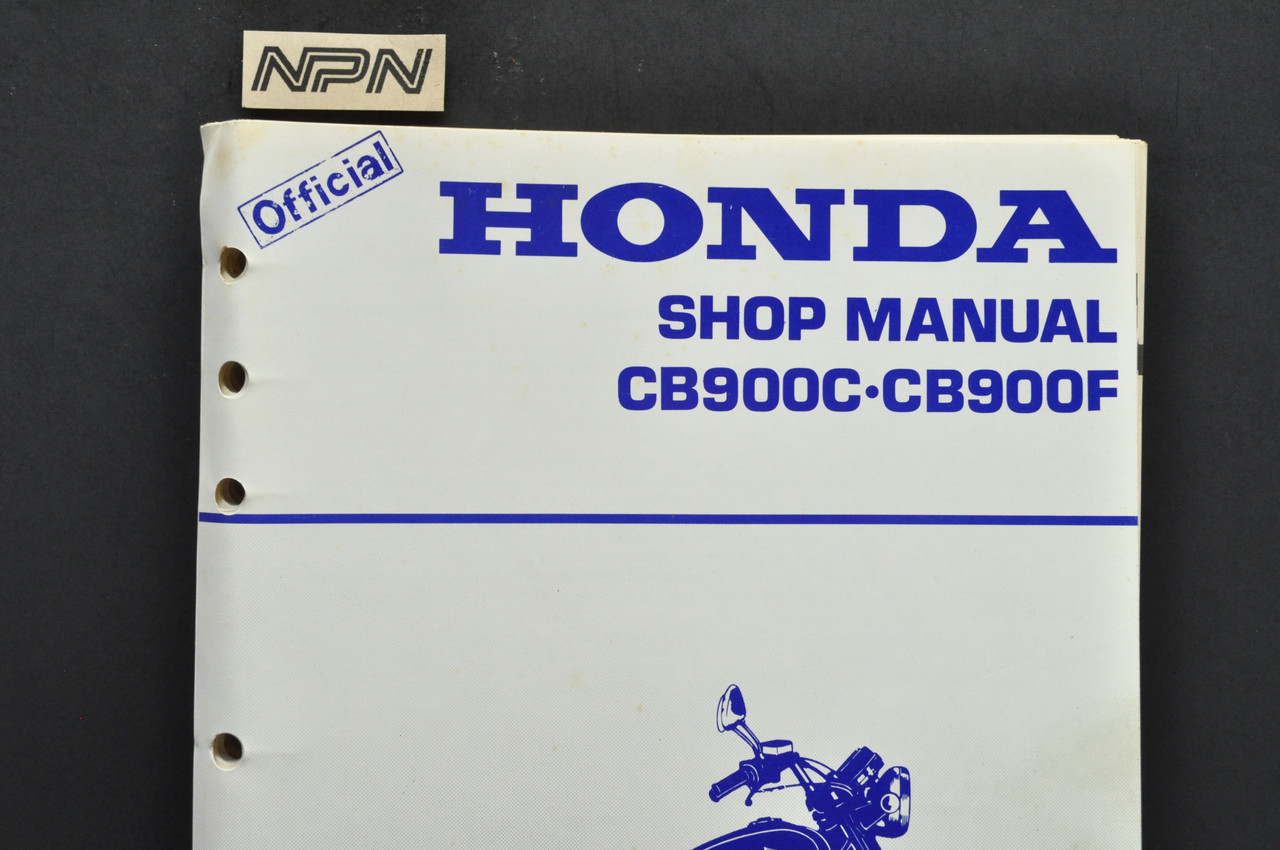 NPN
Official
HONDA
SHOP MANUAL
CB900C•CB900F